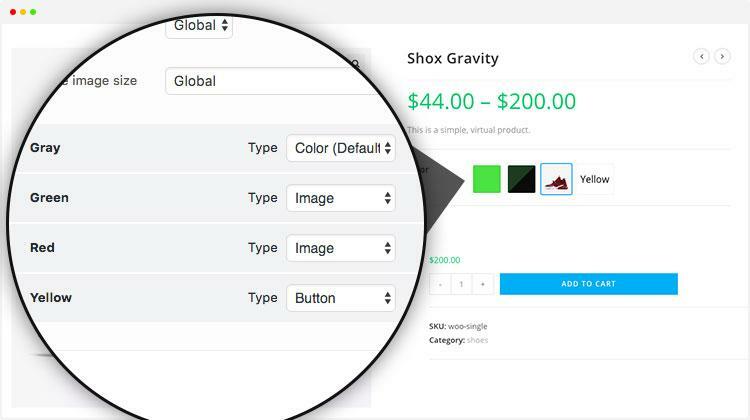 Global
image size
Global
Gray
Type
Color (Default
Green
Type
Image
Red
Type
Image
Yellow
Type
Button
Shox Gravity
$44.00 – $200.00
This is a simple, virtual product.
Yellow
$200.00
- 1 +
ADD TO CART
SKU: woo-single
Category: shoes